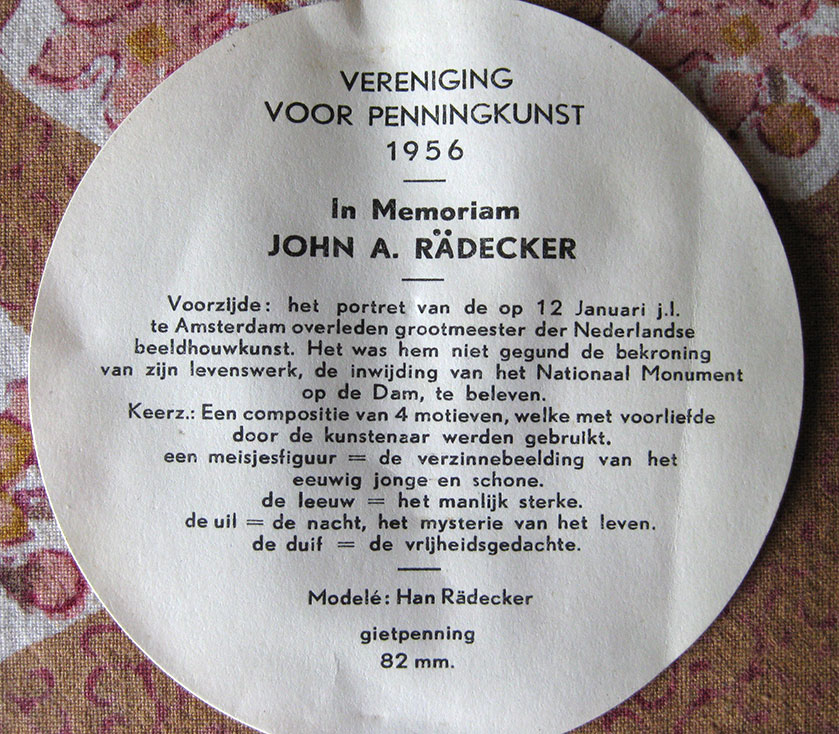 VERENIGING
VOOR PENNINGKUNST
1956
In Memoriam
JOHN A. RÄDECKER
Voorzijde: het portret van de op 12 Januari j.l.
te Amsterdam overleden grootmeester der Nederlandse
beeldhouwkunst. Het was hem niet gegund de bekroning
van zijn levenswerk, de inwijding van het Nationaal Monument
op de Dam, te beleven.
Keerz.: Een compositie van 4 motieven, welke met voorliefde
door de kunstenaar werden gebruikt.
een meisjesfiguur = de verzinnebeelding van het
eeuwig jonge en schone.
de leeuw = het manlijk sterke.
de uil = de nacht, het mysterie van het leven.
de duif = de vrijheidsgedachte.
Modelé: Han Rädecker
gietpenning
82 mm.